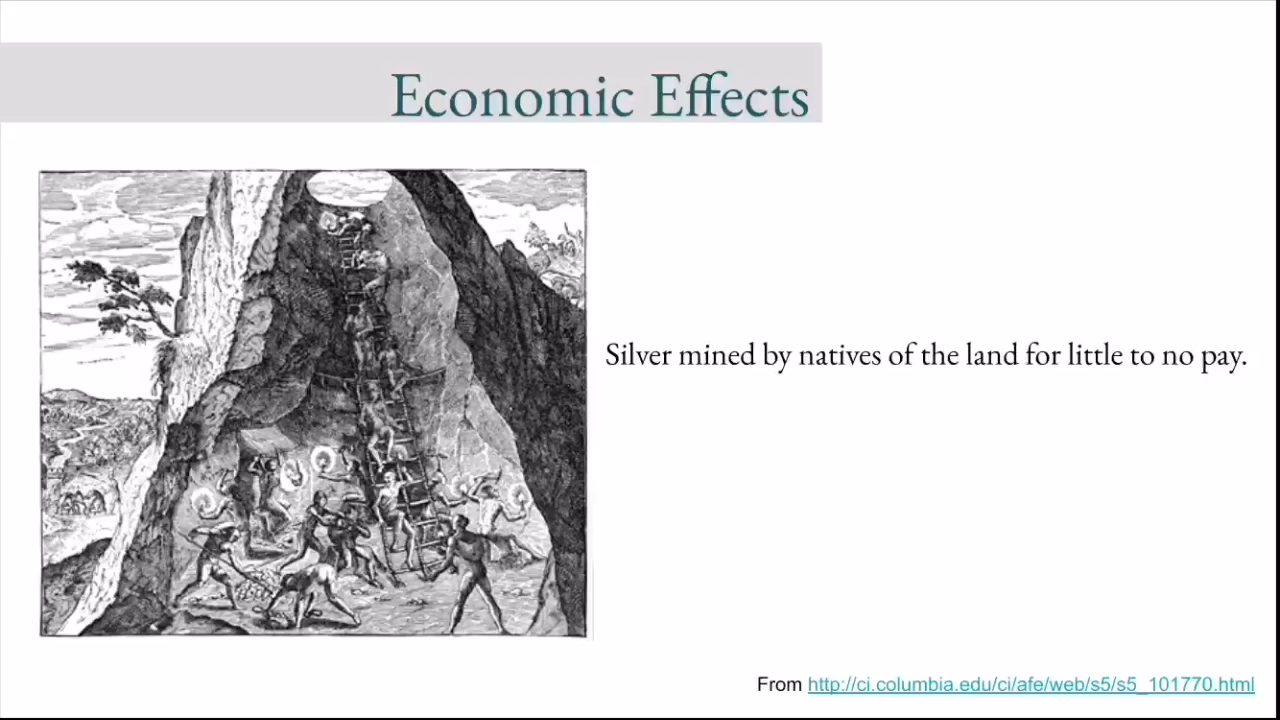 Economic Effects
Silver mined by natives of the land for little to no pay.
From http://ci.columbia.edu/ci/afe/web/s5/s5_101770.html